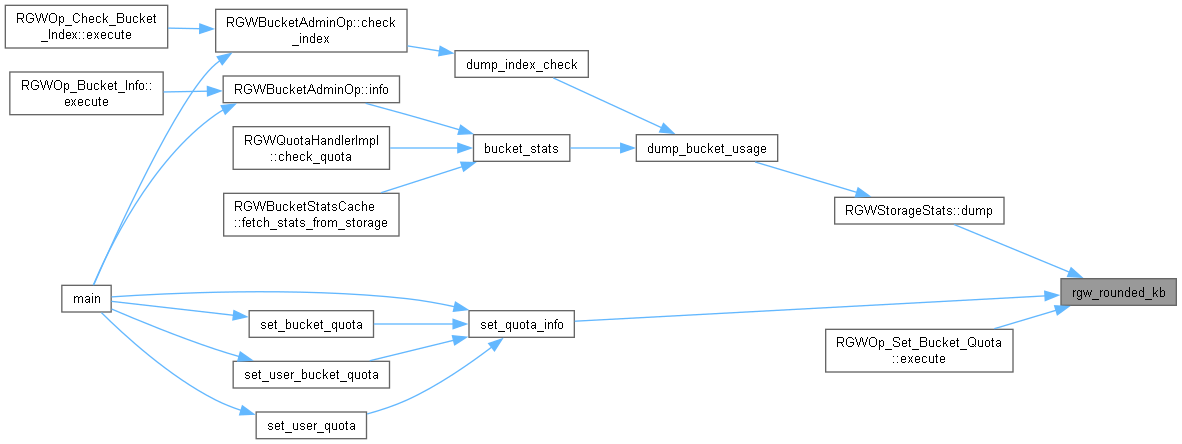 RGWOp_Check_Bucket
_Index::execute
RGWBucketAdminOp::check
_index
dump_index_check
RGWOp_Bucket_Info::
execute
RGWBucketAdminOp::info
RGWQuotaHandlerImpl
::check_quota
bucket_stats
dump_bucket_usage
RGWBucketStatsCache
::fetch_stats_from_storage
RGWStorageStats::dump
rgw_rounded_kb
main
set_bucket_quota
set_quota_info
RGWOp_Set_Bucket_Quota
::execute
set_user_bucket_quota
set_user_quota